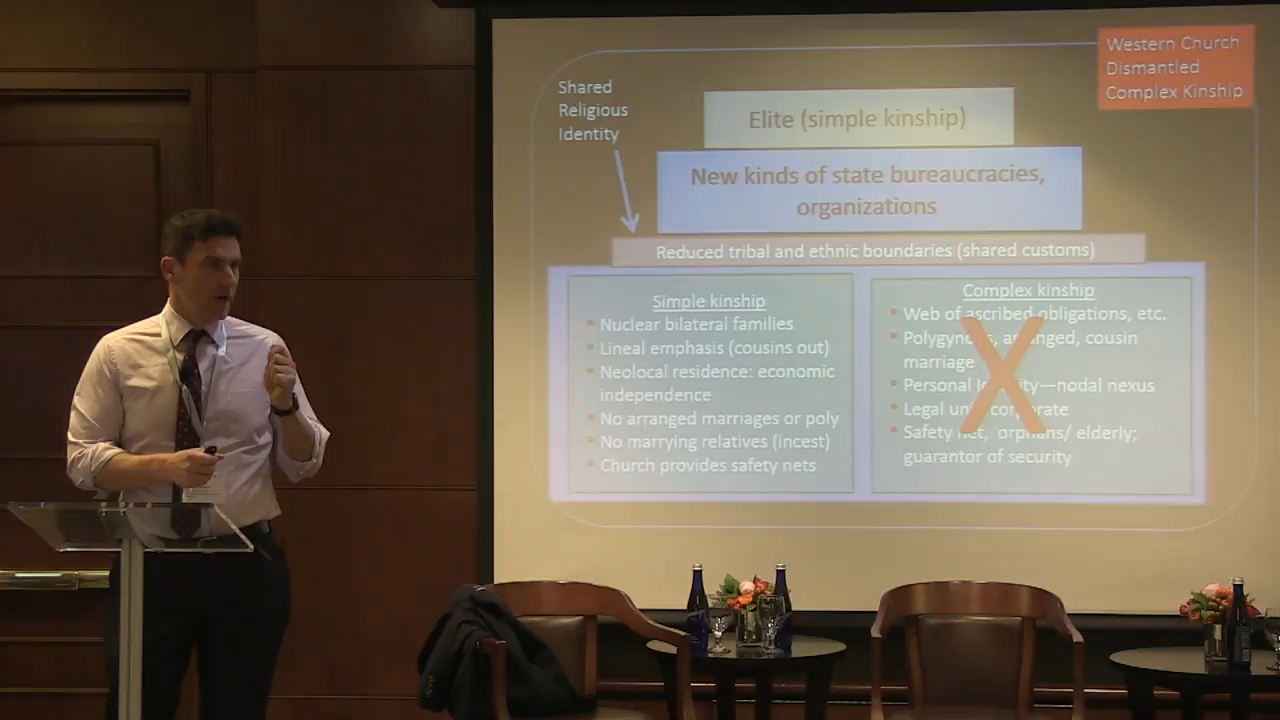 Western Church
Dismantled
Complex Kinship
Shared
Religious
Identity
Elite (simple kinship)
New kinds of state bureaucracies,
organizations
Reduced tribal and ethnic boundaries (shared customs)
Simple kinship
Nuclear bilateral families
Lineal emphasis (cousins out)
Neolocal residence: economic
independence
No arranged marriages or poly
No marrying relatives (incest)
Church provides safety nets
Complex kinship
Web of ascribed obligations, etc.
cousin
marriage
Personal nodal nexus
Legal
Safety net, orphans/ elderly;
guarantor of security